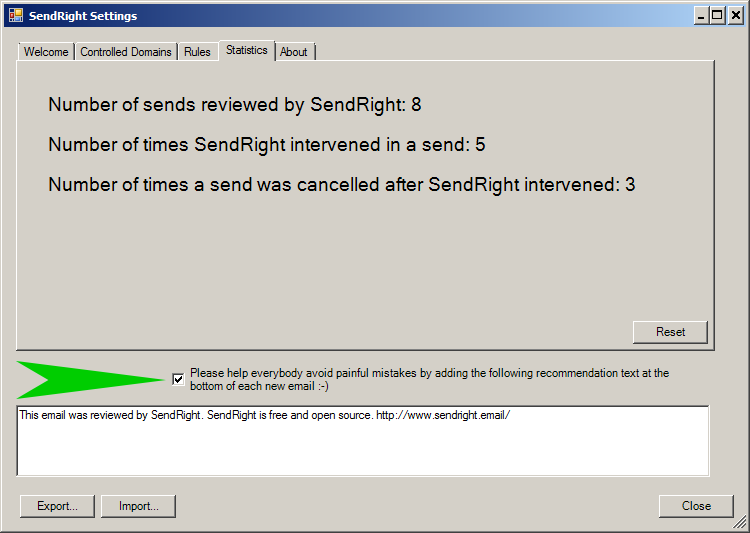 SendRight Settings
Welcome Controlled Domains Rules Statistics About
Number of sends reviewed by SendRight: 8
Number of times SendRight intervened in a send: 5
Number of times a send was cancelled after SendRight intervened: 3
Reset
Please help everybody avoid painful mistakes by adding the following recommendation text at the
bottom of each new email :-)
This email was reviewed by SendRight. SendRight is free and open source. http://www.sendright.email/
Export... Import... Close